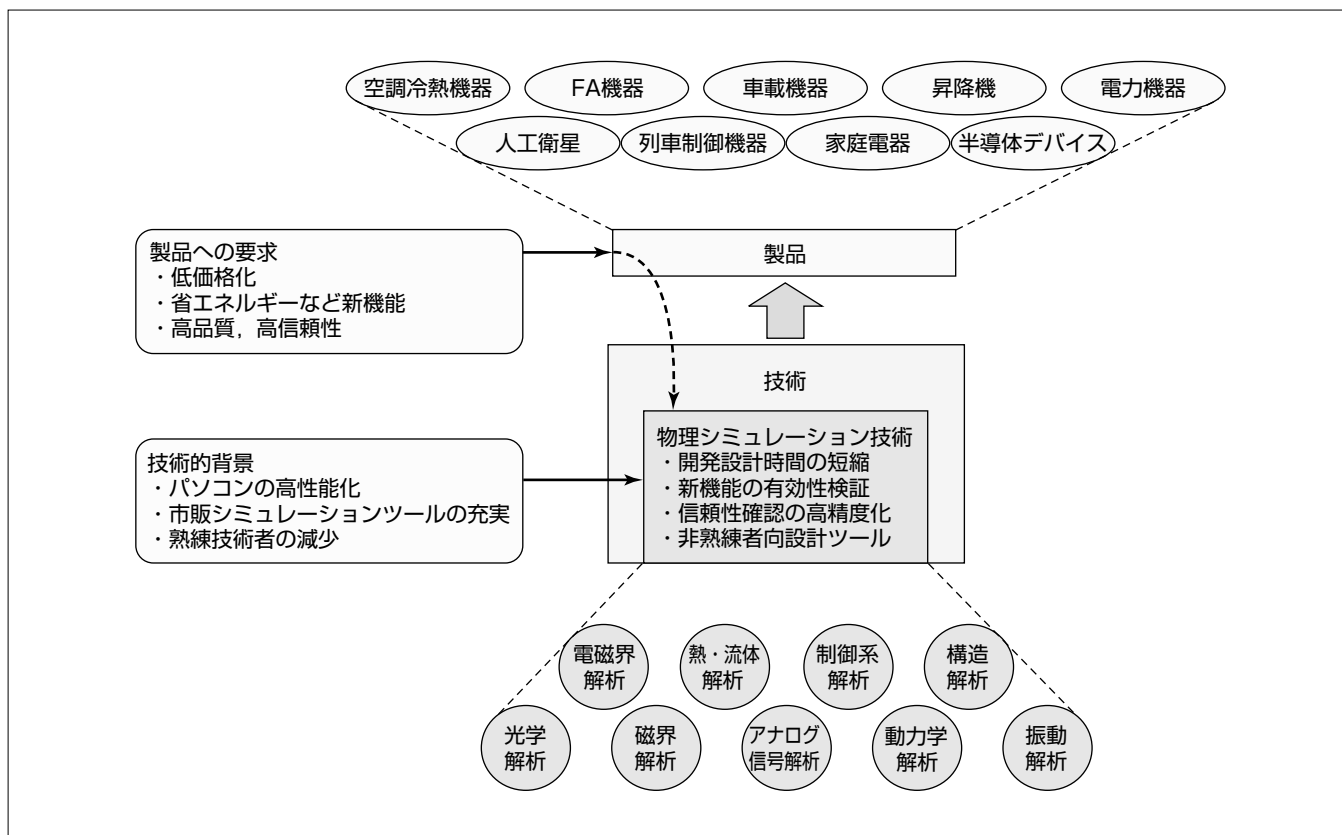 空調冷熱機器
FA機器
車載機器
昇降機
電力機器
人工衛星
列車制御機器
家庭電器
半導体デバイス
製品への要求
・低価格化
・省エネルギーなど新機能
・高品質，高信頼性
製品
技術
技術的背景
・パソコンの高性能化
・市販シミュレーションツールの充実
・熟練技術者の減少
物理シミュレーション技術
・開発設計時間の短縮
・新機能の有効性検証
・信頼性確認の高精度化
・非熟練者向設計ツール
電磁界
解析
熱・流体
解析
制御系
解析
構造
解析
光学
解析
磁界
解析
アナログ
信号解析
動力学
解析
振動
解析